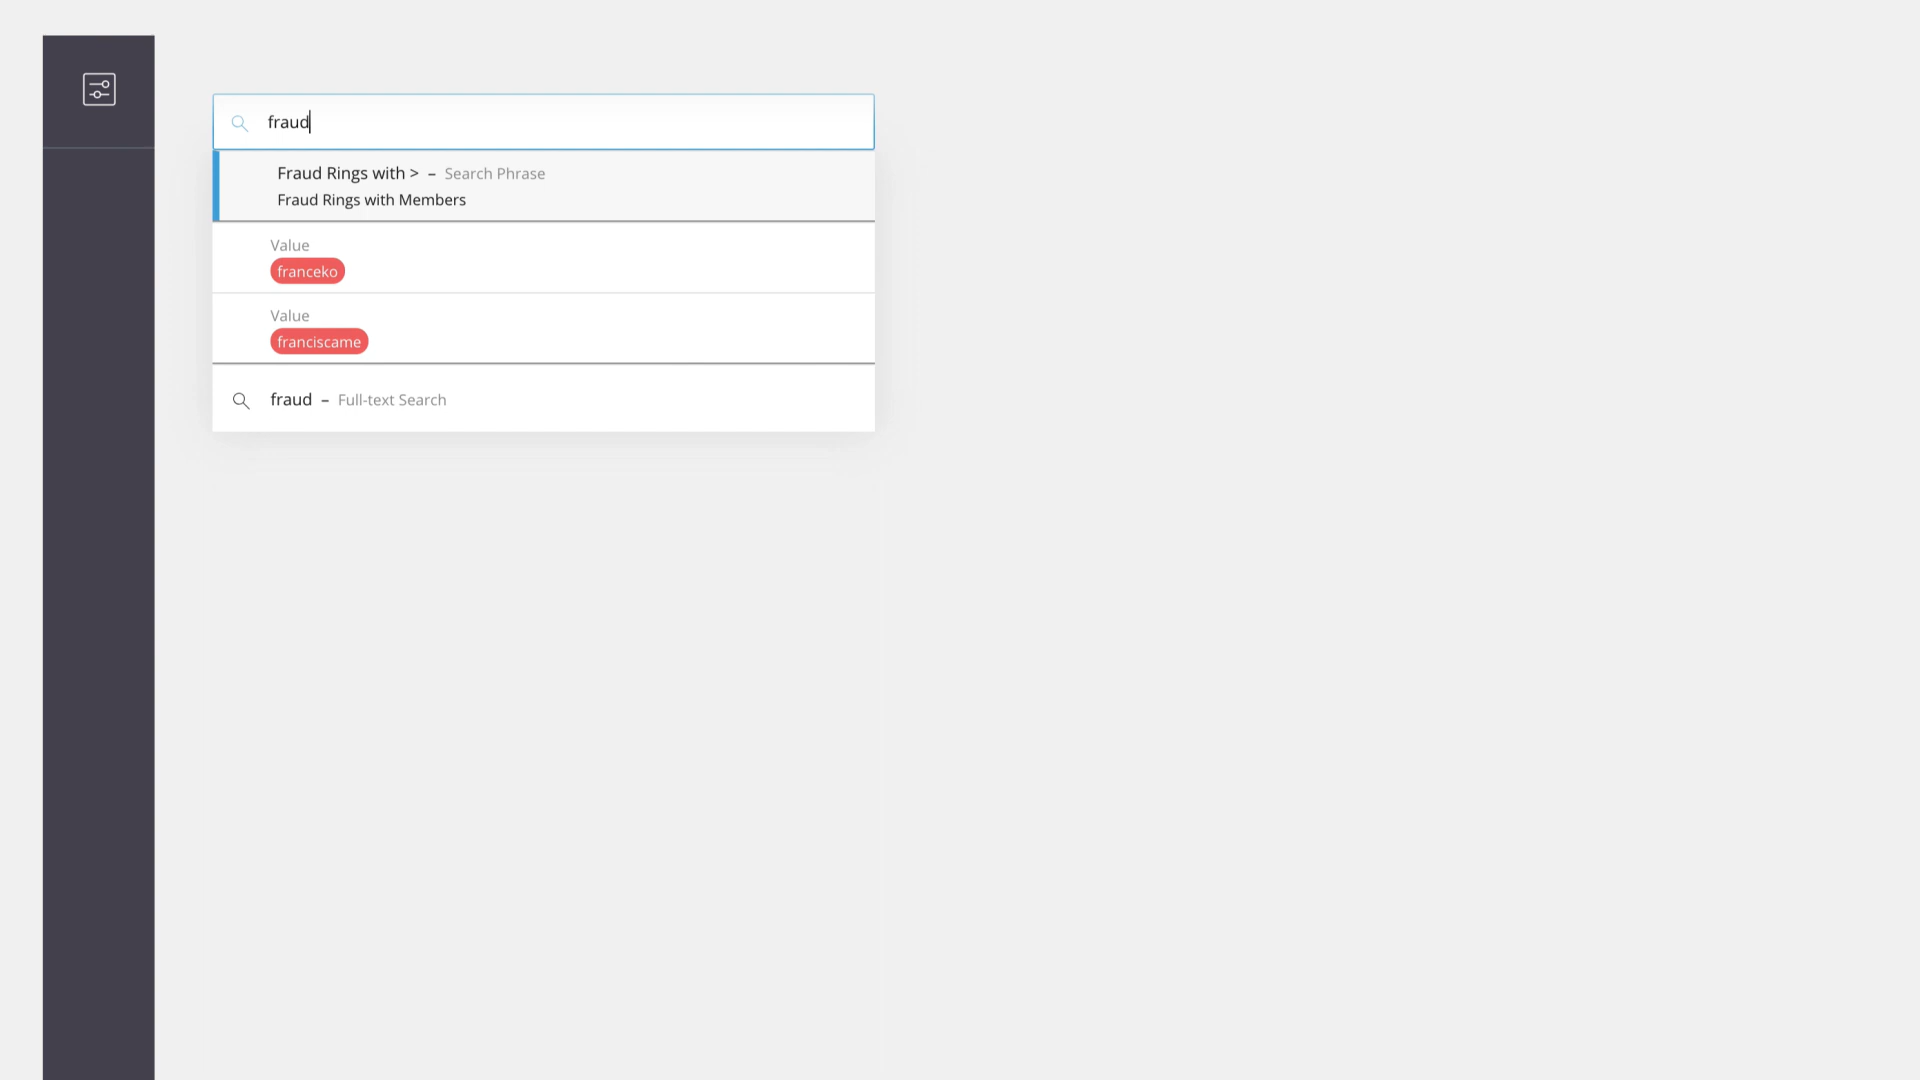 fraud
Fraud Rings with > – Search Phrase
Fraud Rings with Members
Value
franceko
Value
franciscame
fraud – Full-text Search